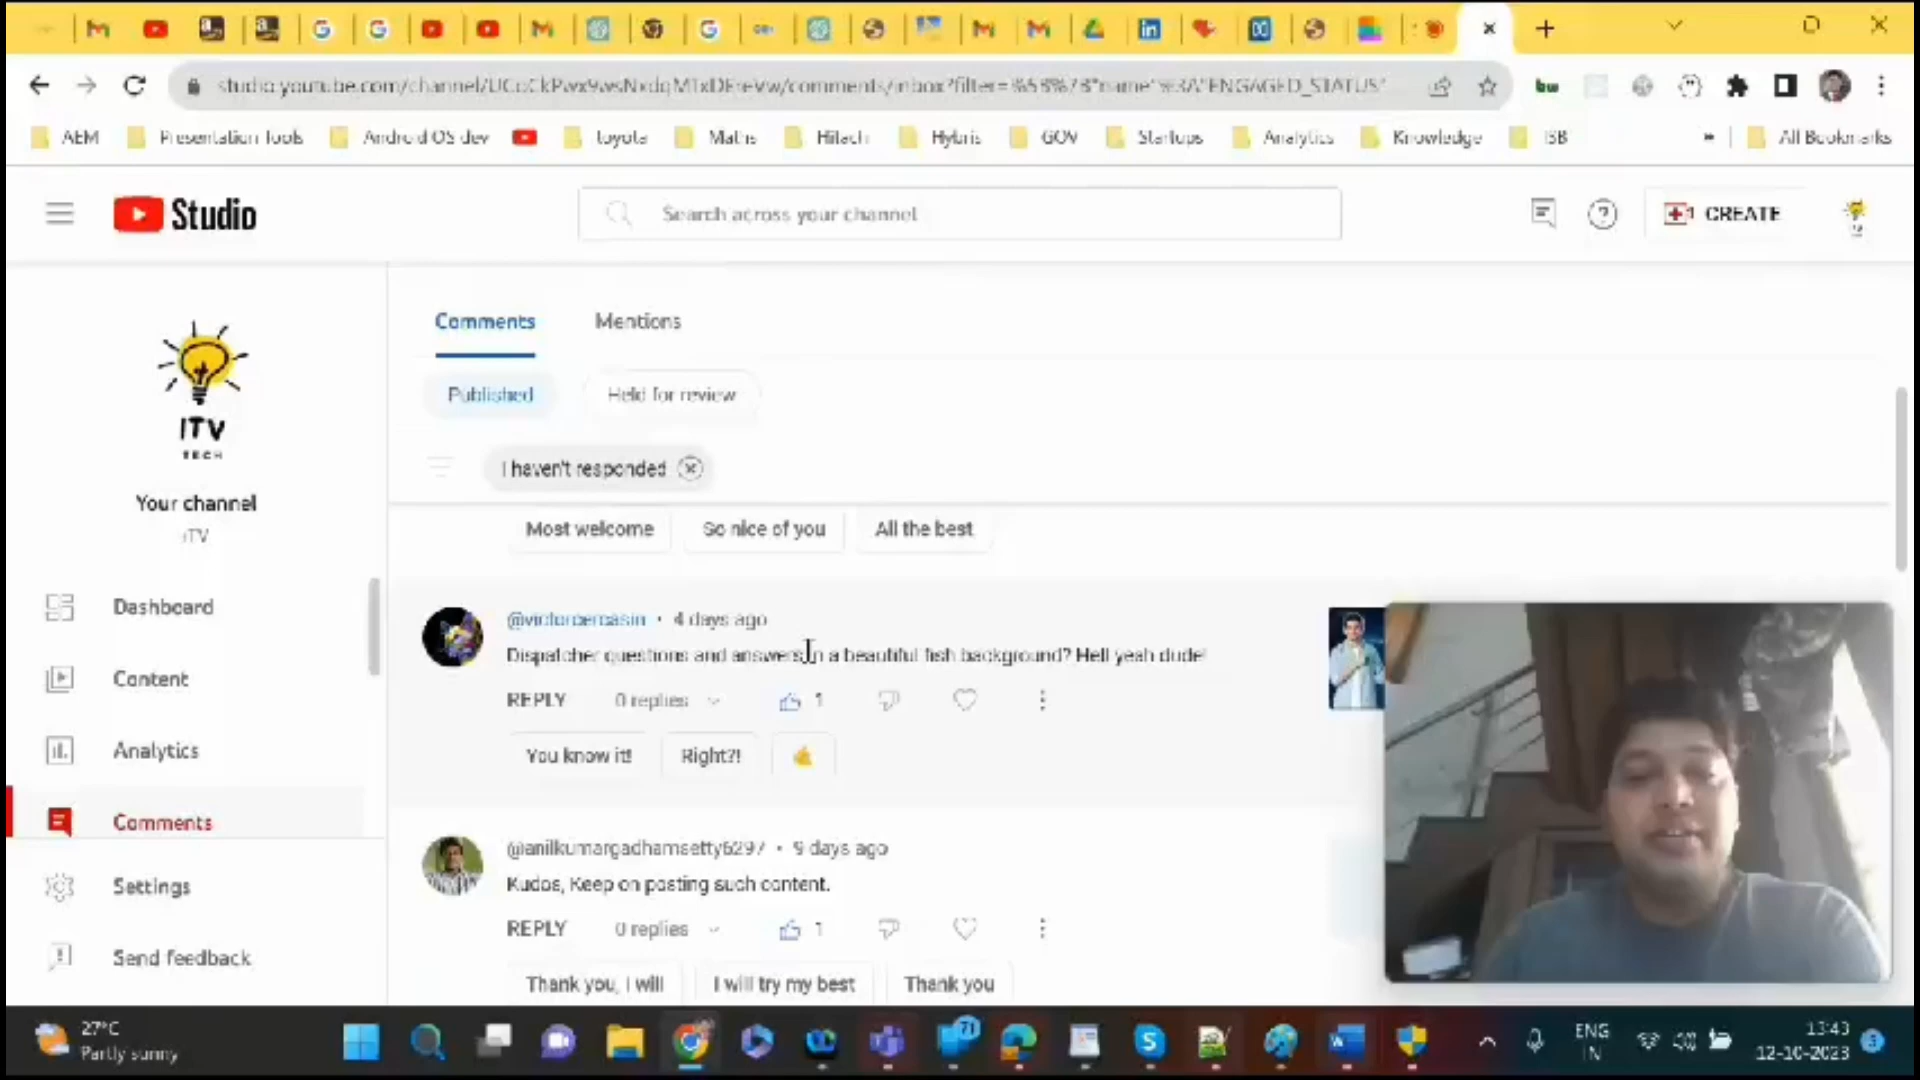 AEM
Presentation Tools
Android OS dev
toyota
Maths
Hitach
Hybris
GOV
Startups
Analytics
Knowledge
ISB
»
All Bookmarks
Studio
Search across your channel
CREATE
ITV
TECH
Your channel
iTV
Dashboard
Content
Analytics
Comments
Settings
Send feedback
Comments Mentions
Published Held for review
I haven't responded
Most welcome So nice of you All the best
4 days ago
Dispatcher questions and answers in a beautiful fish background? Hell yeah dude!
REPLY 0 replies 1
You know it! Right?!
@anilkumargadhamsetty6297 • 9 days ago
Kudos, Keep on posting such content.
REPLY 0 replies 1
Thank you, I will I will try my best Thank you
27°C
Partly sunny
71
ENG
IN
13:43
12-10-2023